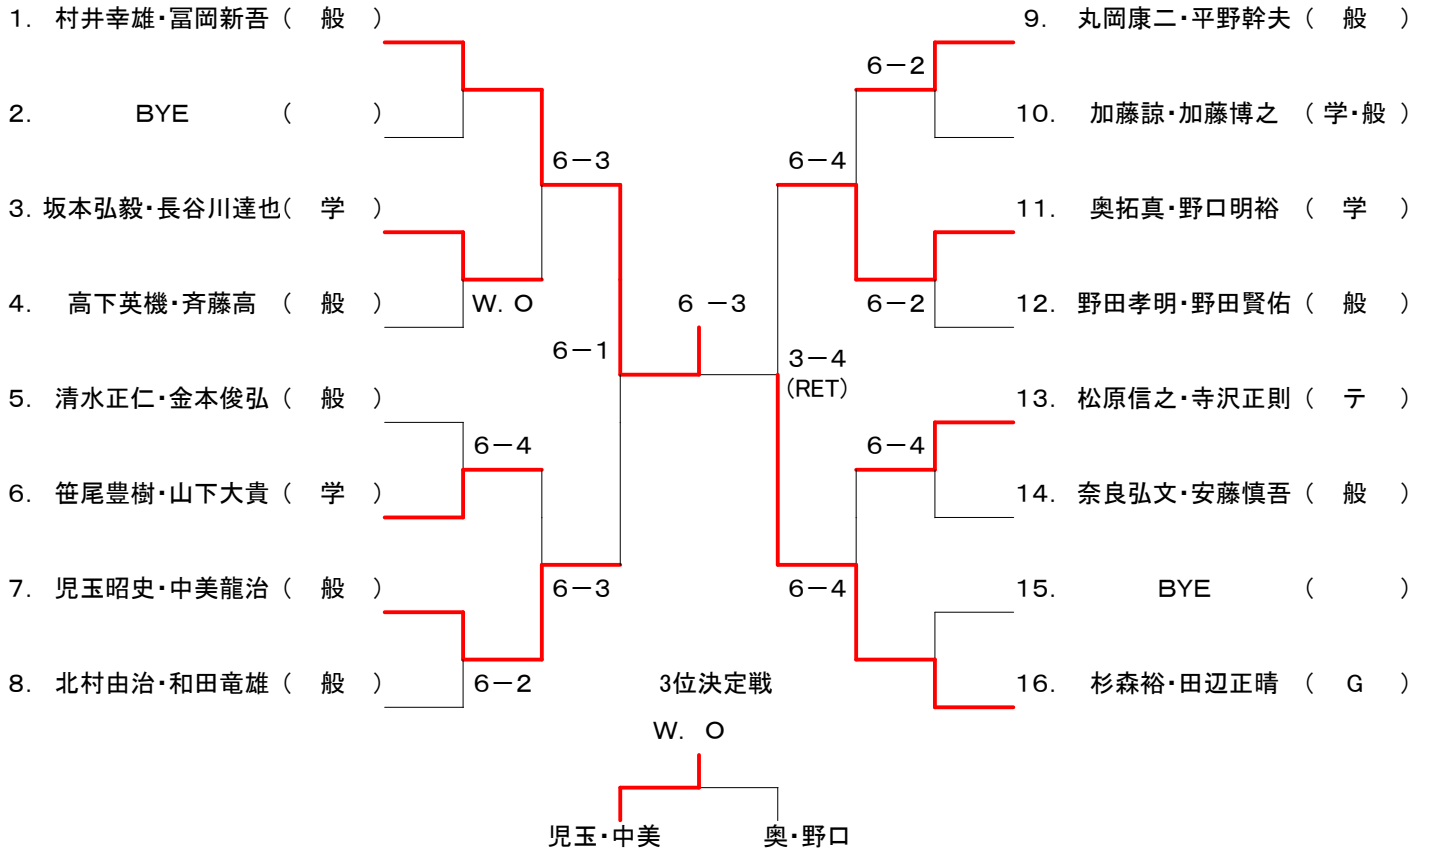 1. 村井幸雄・冨岡新吾 ( 般 )
2. BYE ( )
3. 坂本弘毅・長谷川達也( 学 )
4. 高下英機・斉藤高 ( 般 )
5. 清水正仁・金本俊弘 ( 般 )
6. 笹尾豊樹・山下大貴 ( 学 )
7. 児玉昭史・中美龍治 ( 般 )
8. 北村由治・和田竜雄 ( 般 )
6-3
W. O
6-1
6-4
6-3
6-2
6 -3
6-2
6-4
6-2
3-4
(RET)
6-4
6-4
9. 丸岡康二・平野幹夫 ( 般 )
10. 加藤諒・加藤博之 ( 学・般 )
11. 奥拓真・野口明裕 ( 学 )
12. 野田孝明・野田賢佑 ( 般 )
13. 松原信之・寺沢正則 ( テ )
14. 奈良弘文・安藤慎吾 ( 般 )
15. BYE ( )
16. 杉森裕・田辺正晴 ( G )
3位決定戦
W. O
児玉・中美
奥・野口